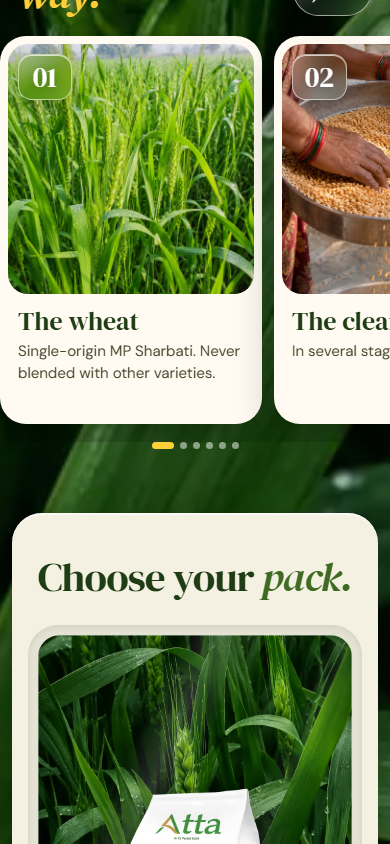 way.
01
The wheat
Single-origin MP Sharbati. Never
blended with other varieties.
02
The clea
In several stag
Choose your pack.
Atta